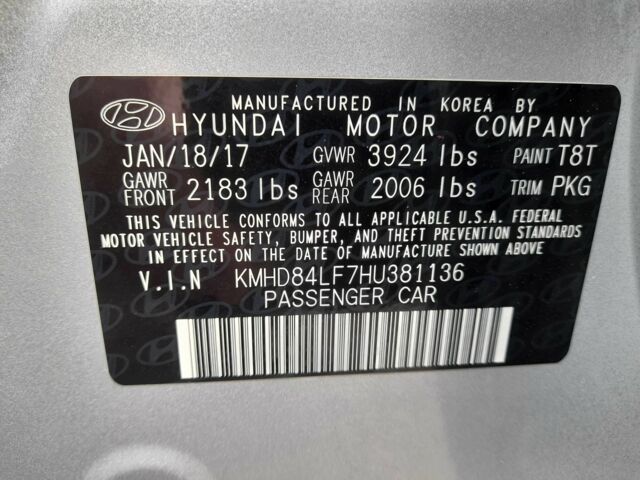 MANUFACTURED IN KOREA BY
HYUNDAI MOTOR COMPANY
JAN/18/17 GVWR 3924 lbs PAINT T8T
GAWR FRONT 2183 lbs GAWR REAR 2006 lbs TRIM PKG
THIS VEHICLE CONFORMS TO ALL APPLICABLE U.S.A. FEDERAL
MOTOR VEHICLE SAFETY, BUMPER, AND THEFT PREVENTION STANDARDS
IN EFFECT ON THE DATE OF MANUFACTURE SHOWN ABOVE.
V.I.N KMHD84LF7HU381136
PASSENGER CAR